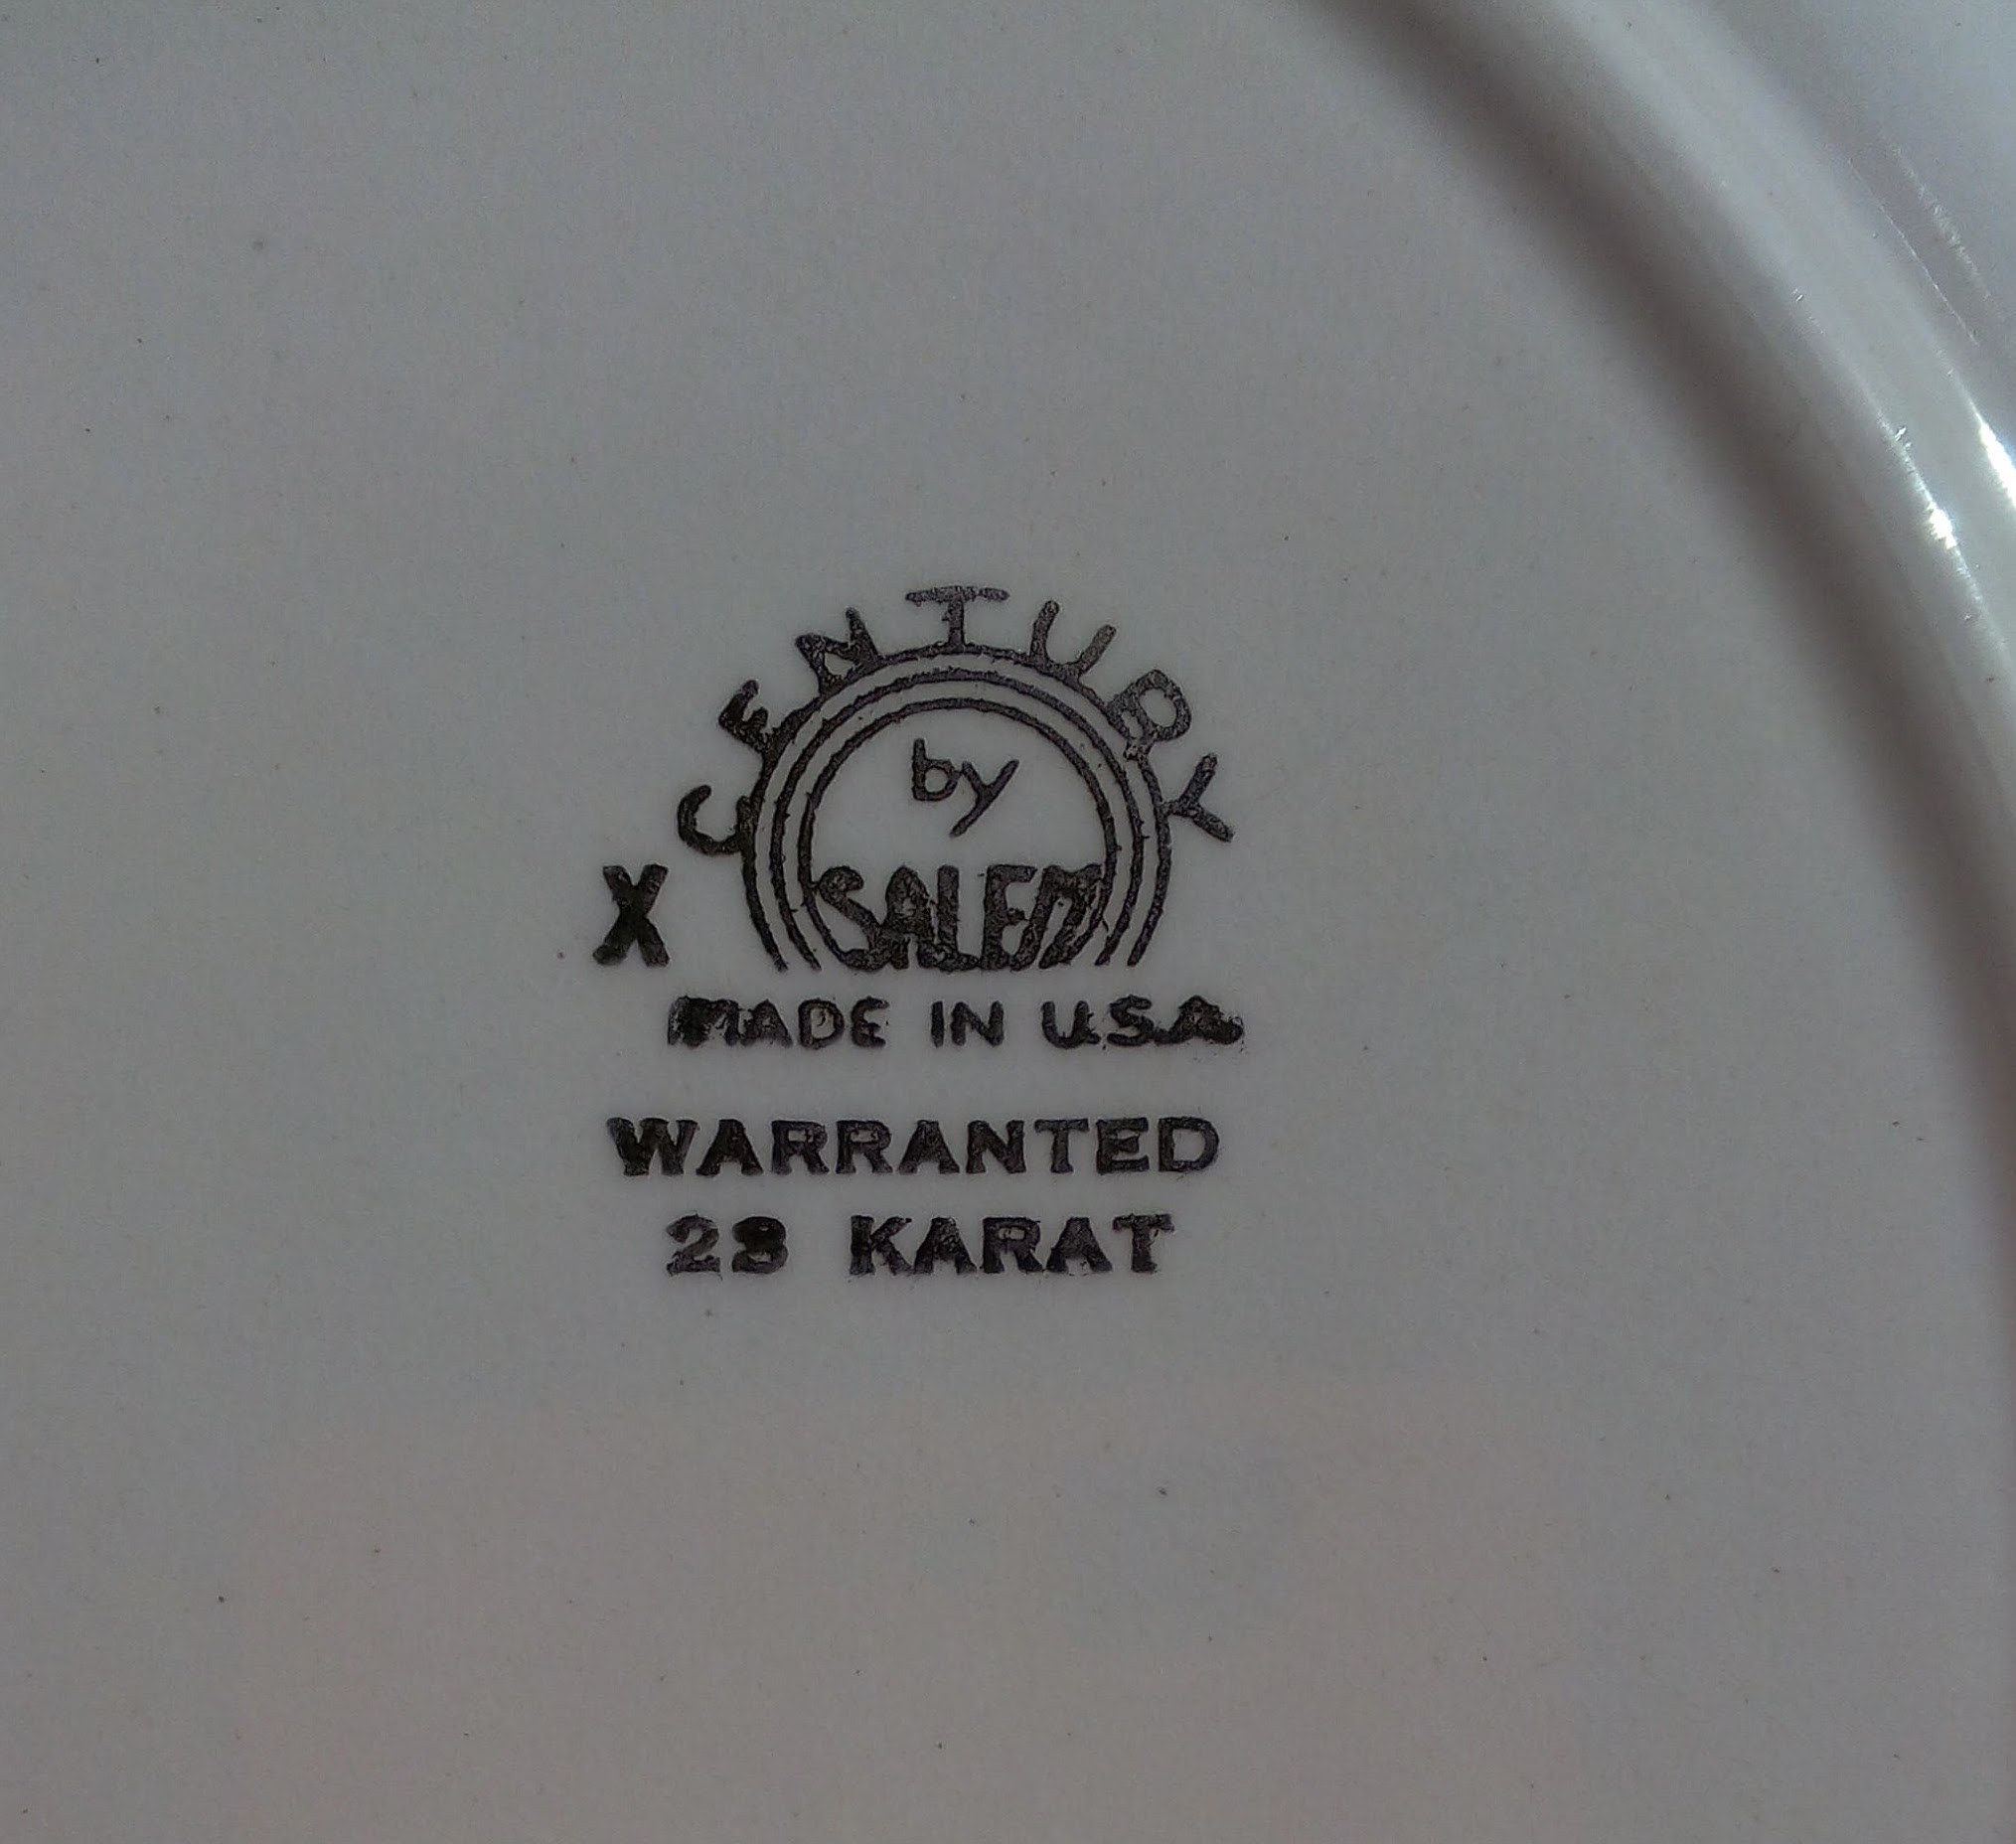 CENTURY
by
X SALEM
MADE IN U.S.A.
WARRANTED
23 KARAT